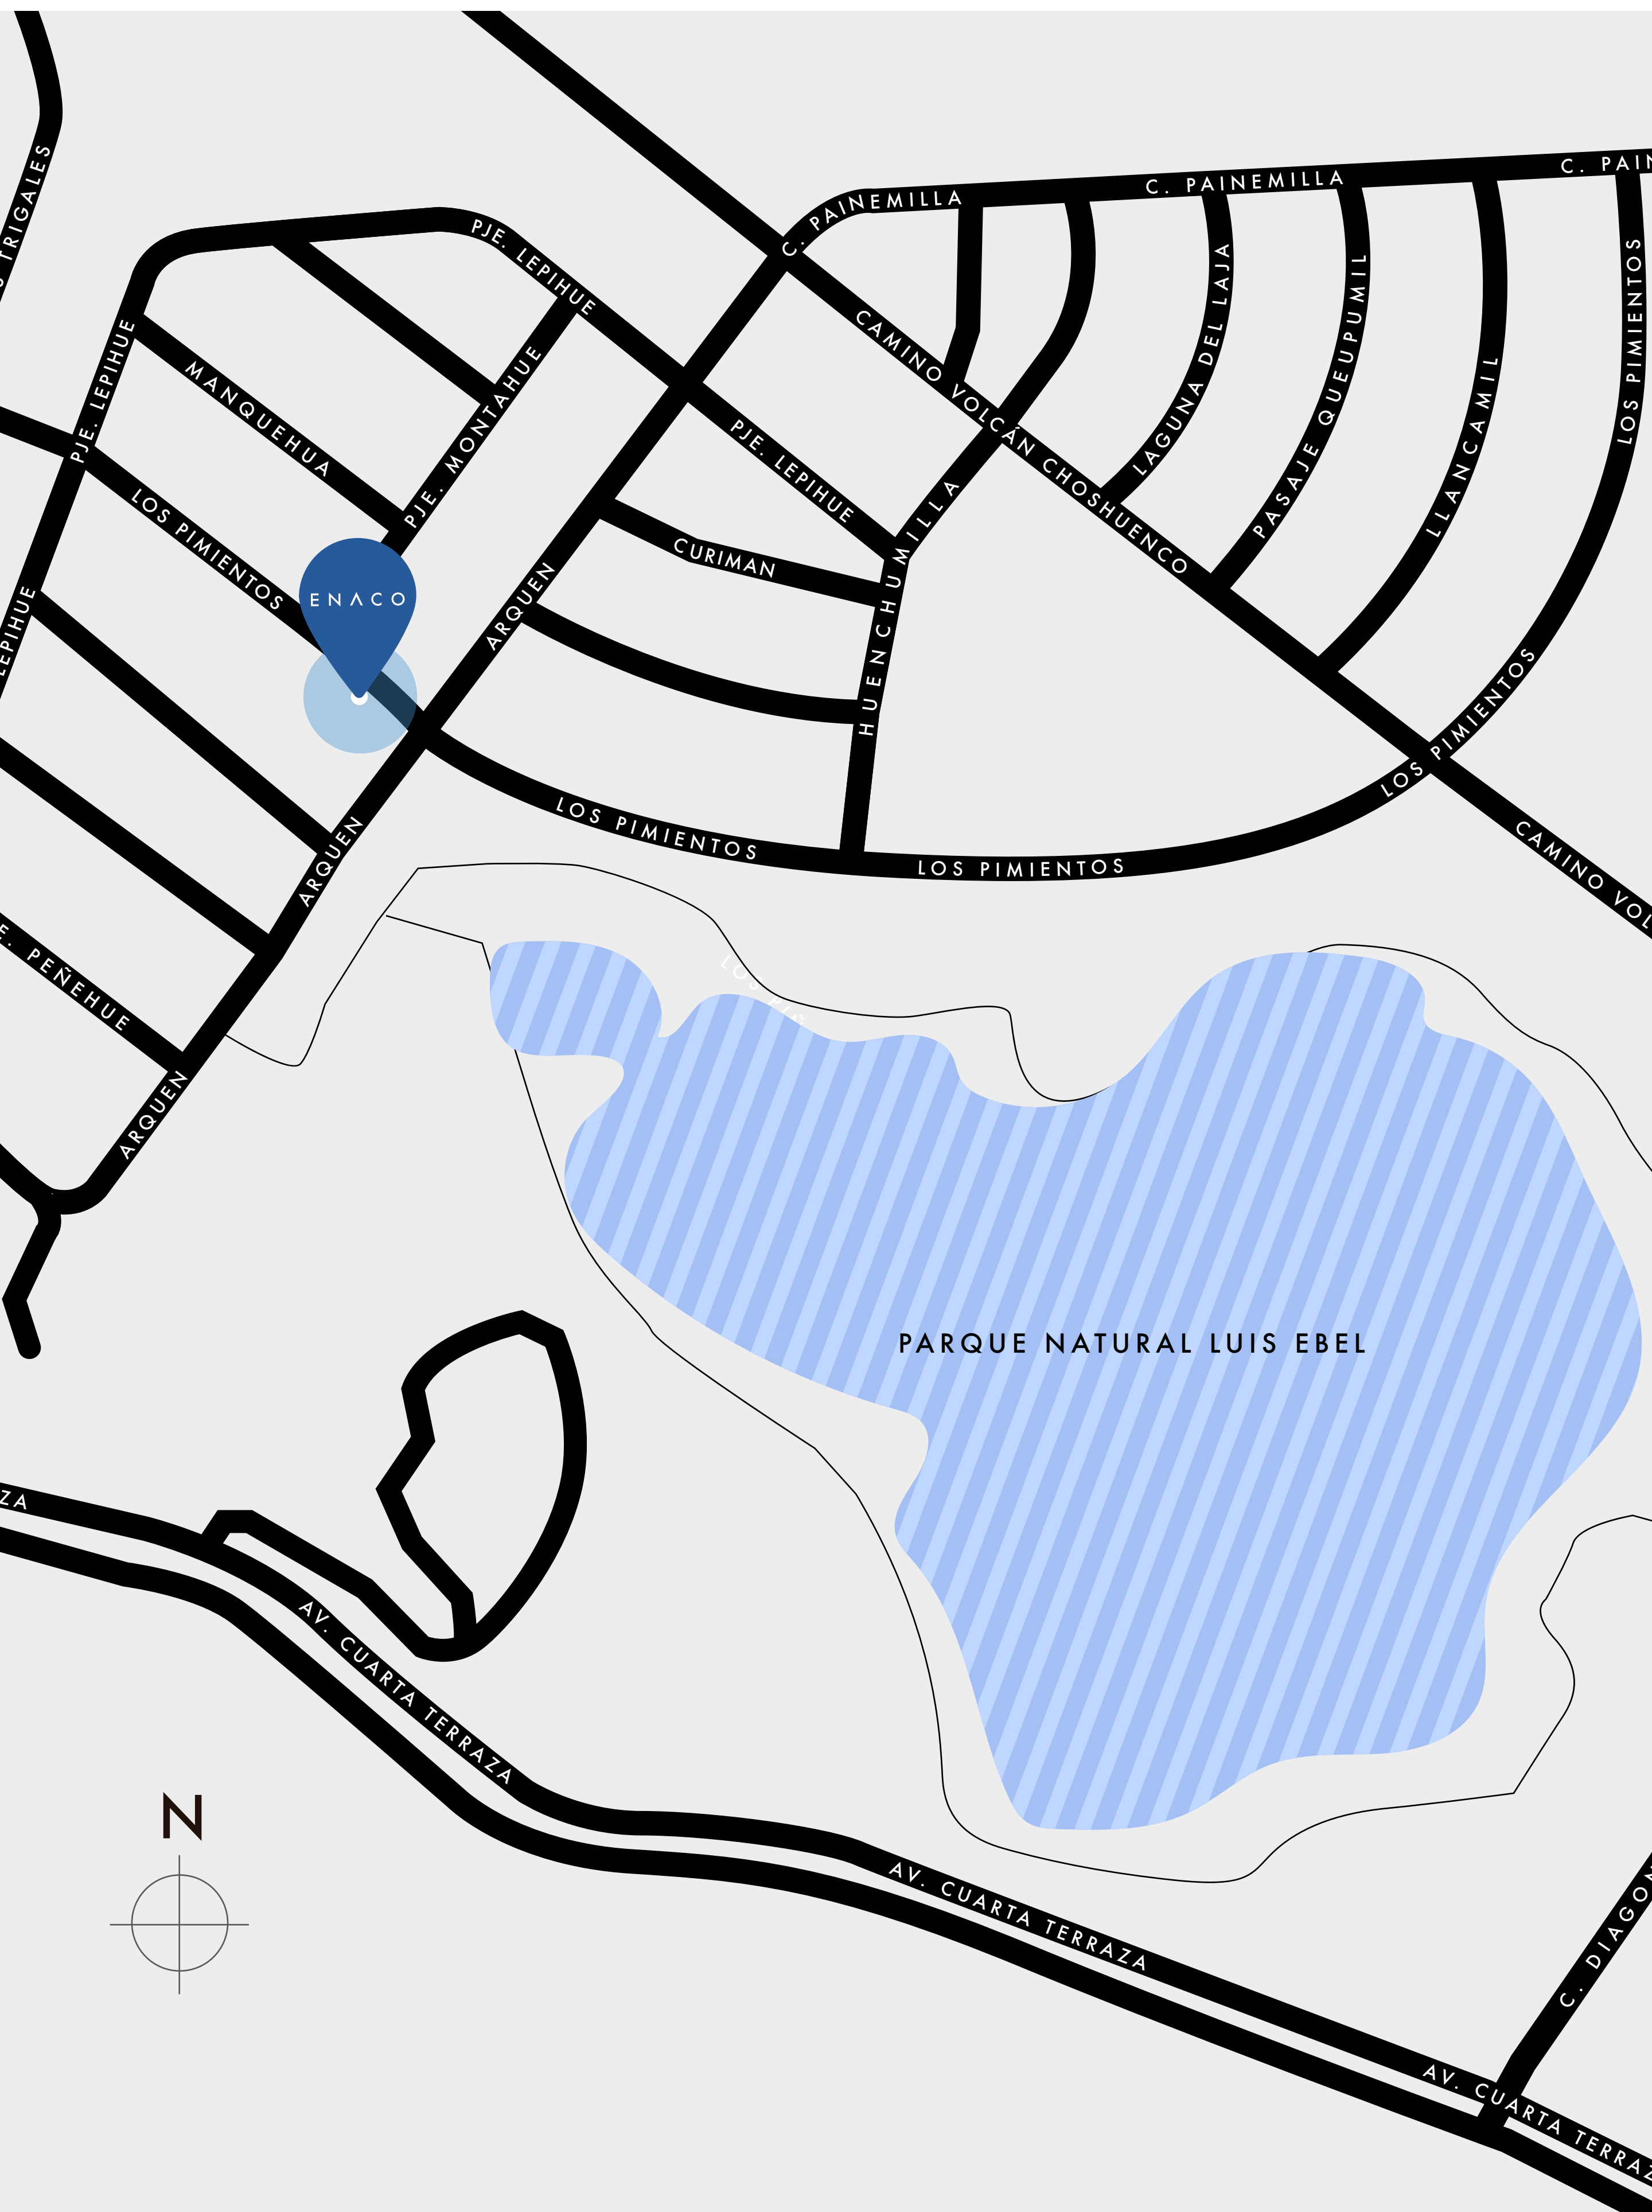 C. PAIN
C. PAINEMILLA
C. PAINEMILLA
TRIGALES
PJE. LEPIHUE
LAGUNA DEL LAJA
PASAJE QUEUPUMIL
LOS PIMIENTOS
PJE. LEPIHUE
CAMINO VOLCÁN CHOSHUENCO
MANQUEHUA
PJE. MONTAHUE
LLANCAMIL
PJE. LEPIHUE
LOS PIMIENTOS
CURIMAN
HUENCHUMILLA
ENACO
ARQUEN
LEPIHUE
LOS PIMIENTOS
LOS PIMIENTOS
LOS PIMIENTOS
CAMINO VOL
ARQUEN
E. PEÑEHUE
LOS PI
ARQUEN
PARQUE NATURAL LUIS EBEL
ZA
AV. CUARTA TERRAZA
N
AV. CUARTA TERRAZA
C. DIAGON
AV. CUARTA TERRAZ